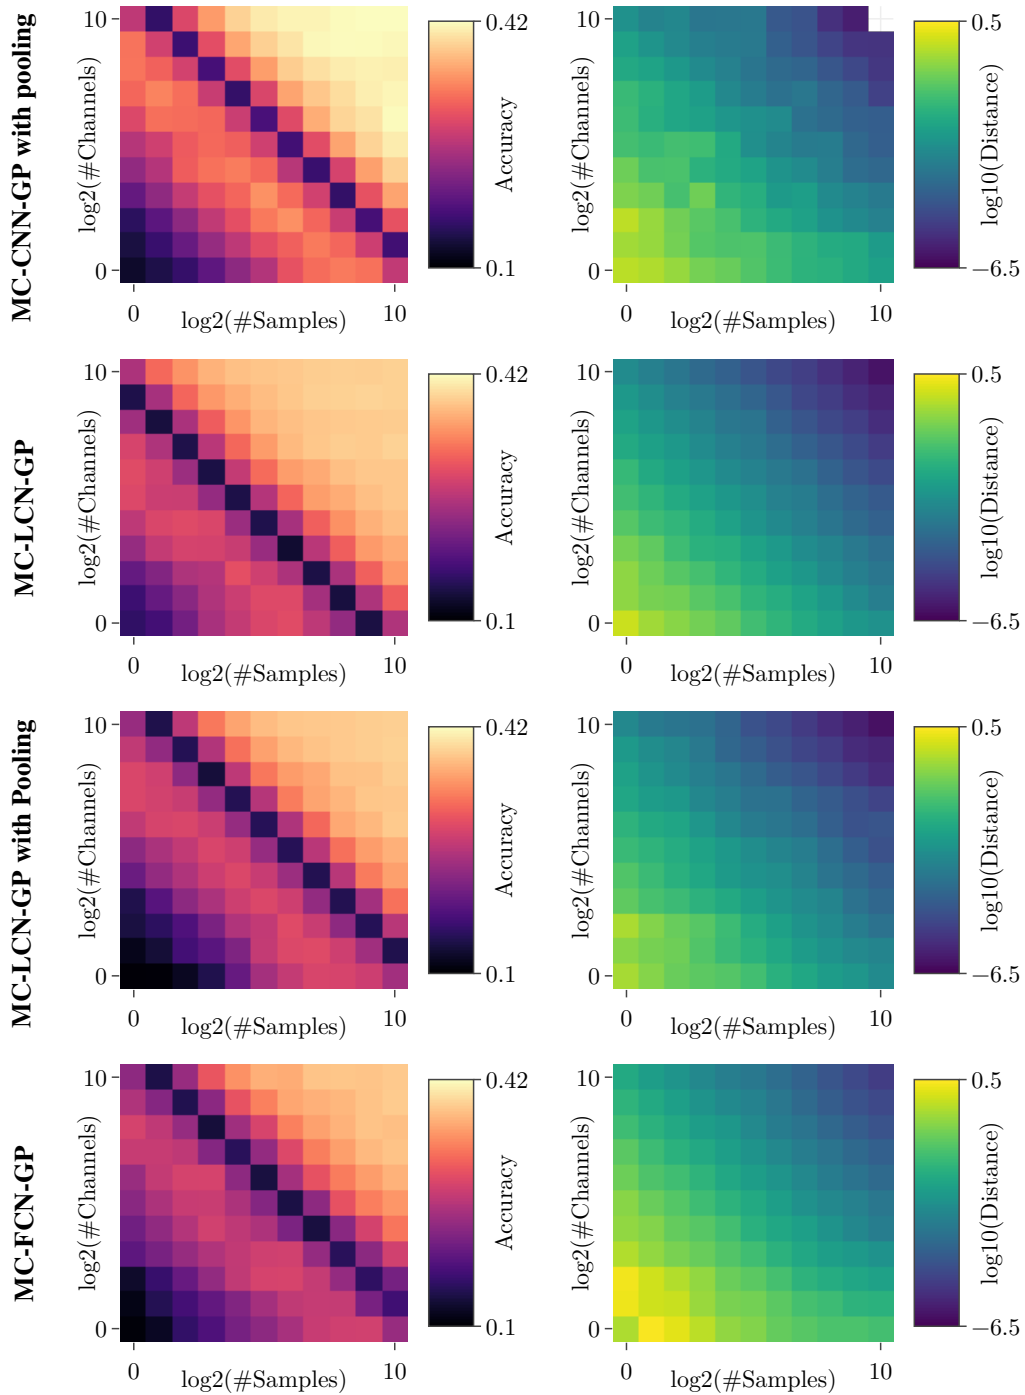 MC-CNN-GP with pooling
log2(#Channels)
10
0
0
10
log2(#Samples)
0.42
0.1
Accuracy
log2(#Channels)
10
0
0
10
log2(#Samples)
0.5
−6.5
log10(Distance)
MC-LCN-GP
log2(#Channels)
10
0
0
10
log2(#Samples)
0.42
0.1
Accuracy
log2(#Channels)
10
0
0
10
log2(#Samples)
0.5
−6.5
log10(Distance)
MC-LCN-GP with Pooling
log2(#Channels)
10
0
0
10
log2(#Samples)
0.42
0.1
Accuracy
log2(#Channels)
10
0
0
10
log2(#Samples)
0.5
−6.5
log10(Distance)
MC-FCN-GP
log2(#Channels)
10
0
0
10
log2(#Samples)
0.42
0.1
Accuracy
log2(#Channels)
10
0
0
10
log2(#Samples)
0.5
−6.5
log10(Distance)